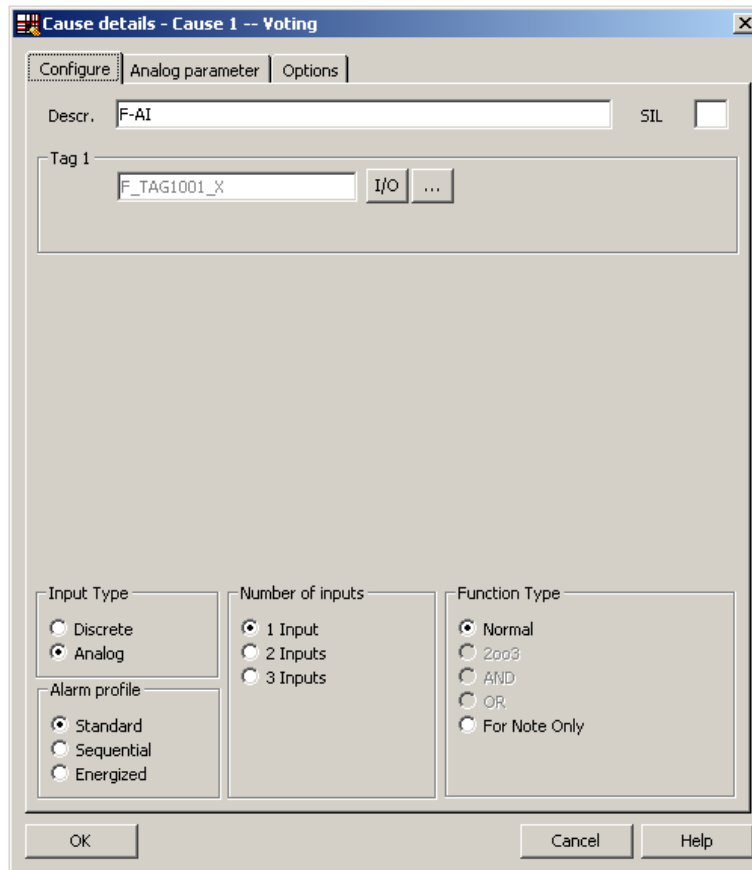 Cause details - Cause 1 -- Voting
Configure Analog parameter Options
Descr. F-AI SIL
Tag 1
F_TAG1001_X I/O ...
Input Type
Discrete
Analog
Number of inputs
1 Input
2 Inputs
3 Inputs
Function Type
Normal
2oo3
AND
OR
For Note Only
Alarm profile
Standard
Sequential
Energized
OK Cancel Help